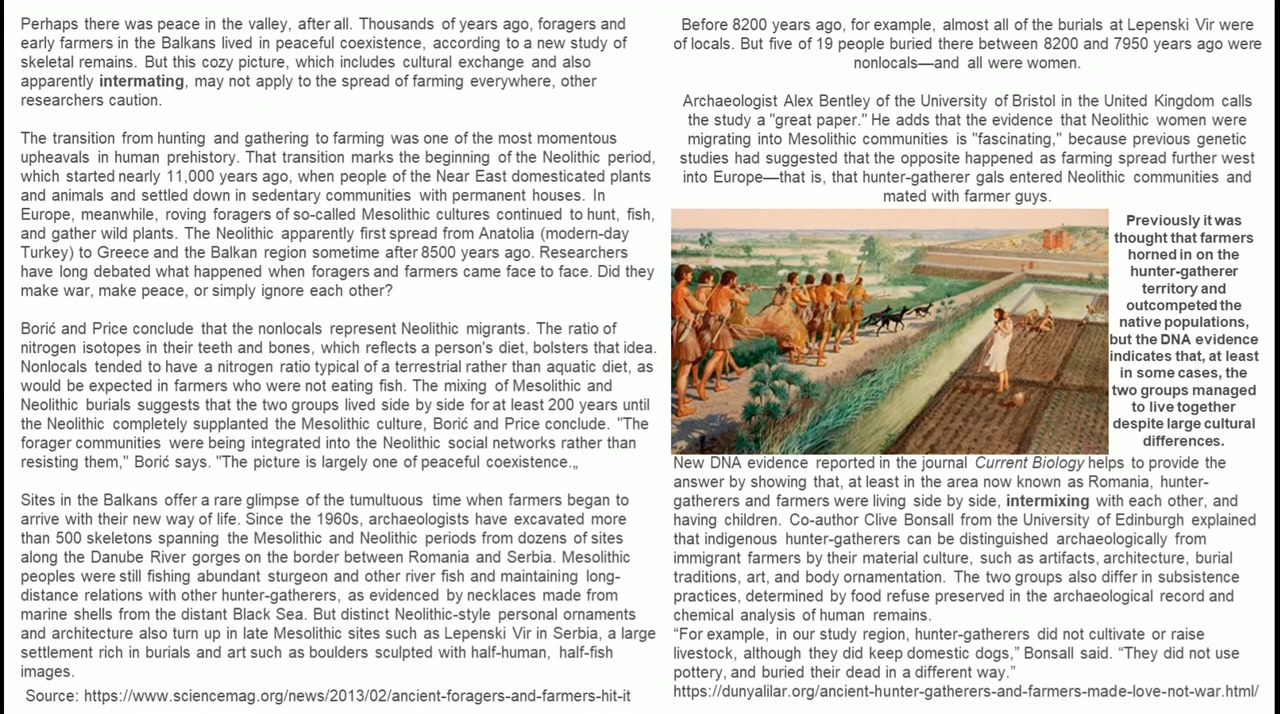 Perhaps there was peace in the valley, after all. Thousands of years ago, foragers and
early farmers in the Balkans lived in peaceful coexistence, according to a new study of
skeletal remains. But this cozy picture, which includes cultural exchange and also
apparently intermating, may not apply to the spread of farming everywhere, other
researchers caution.
The transition from hunting and gathering to farming was one of the most momentous
upheavals in human prehistory. That transition marks the beginning of the Neolithic period,
which started nearly 11,000 years ago, when people of the Near East domesticated plants
and animals and settled down in sedentary communities with permanent houses. In
Europe, meanwhile, roving foragers of so-called Mesolithic cultures continued to hunt, fish,
and gather wild plants. The Neolithic apparently first spread from Anatolia (modern-day
Turkey) to Greece and the Balkan region sometime after 8500 years ago. Researchers
have long debated what happened when foragers and farmers came face to face. Did they
make war, make peace, or simply ignore each other?
Borić and Price conclude that the nonlocals represent Neolithic migrants. The ratio of
nitrogen isotopes in their teeth and bones, which reflects a person's diet, bolsters that idea.
Nonlocals tended to have a nitrogen ratio typical of a terrestrial rather than aquatic diet, as
would be expected in farmers who were not eating fish. The mixing of Mesolithic and
Neolithic burials suggests that the two groups lived side by side for at least 200 years until
the Neolithic completely supplanted the Mesolithic culture, Borić and Price conclude. "The
forager communities were being integrated into the Neolithic social networks rather than
resisting them," Borić says. "The picture is largely one of peaceful coexistence.„
Sites in the Balkans offer a rare glimpse of the tumultuous time when farmers began to
arrive with their new way of life. Since the 1960s, archaeologists have excavated more
than 500 skeletons spanning the Mesolithic and Neolithic periods from dozens of sites
along the Danube River gorges on the border between Romania and Serbia. Mesolithic
peoples were still fishing abundant sturgeon and other river fish and maintaining long-
distance relations with other hunter-gatherers, as evidenced by necklaces made from
marine shells from the distant Black Sea. But distinct Neolithic-style personal ornaments
and architecture also turn up in late Mesolithic sites such as Lepenski Vir in Serbia, a large
settlement rich in burials and art such as boulders sculpted with half-human, half-fish
images.
Source: https://www.sciencemag.org/news/2013/02/ancient-foragers-and-farmers-hit-it
Before 8200 years ago, for example, almost all of the burials at Lepenski Vir were
of locals. But five of 19 people buried there between 8200 and 7950 years ago were
nonlocals—and all were women.
Archaeologist Alex Bentley of the University of Bristol in the United Kingdom calls
the study a "great paper." He adds that the evidence that Neolithic women were
migrating into Mesolithic communities is "fascinating," because previous genetic
studies had suggested that the opposite happened as farming spread further west
into Europe—that is, that hunter-gatherer gals entered Neolithic communities and
mated with farmer guys.
Previously it was
thought that farmers
horned in on the
hunter-gatherer
territory and
outcompeted the
native populations,
but the DNA evidence
indicates that, at least
in some cases, the
two groups managed
to live together
despite large cultural
differences.
New DNA evidence reported in the journal Current Biology helps to provide the
answer by showing that, at least in the area now known as Romania, hunter-
gatherers and farmers were living side by side, intermixing with each other, and
having children. Co-author Clive Bonsall from the University of Edinburgh explained
that indigenous hunter-gatherers can be distinguished archaeologically from
immigrant farmers by their material culture, such as artifacts, architecture, burial
traditions, art, and body ornamentation. The two groups also differ in subsistence
practices, determined by food refuse preserved in the archaeological record and
chemical analysis of human remains.
“For example, in our study region, hunter-gatherers did not cultivate or raise
livestock, although they did keep domestic dogs,” Bonsall said. “They did not use
pottery, and buried their dead in a different way.”
https://dunyalilar.org/ancient-hunter-gatherers-and-farmers-made-love-not-war.html/